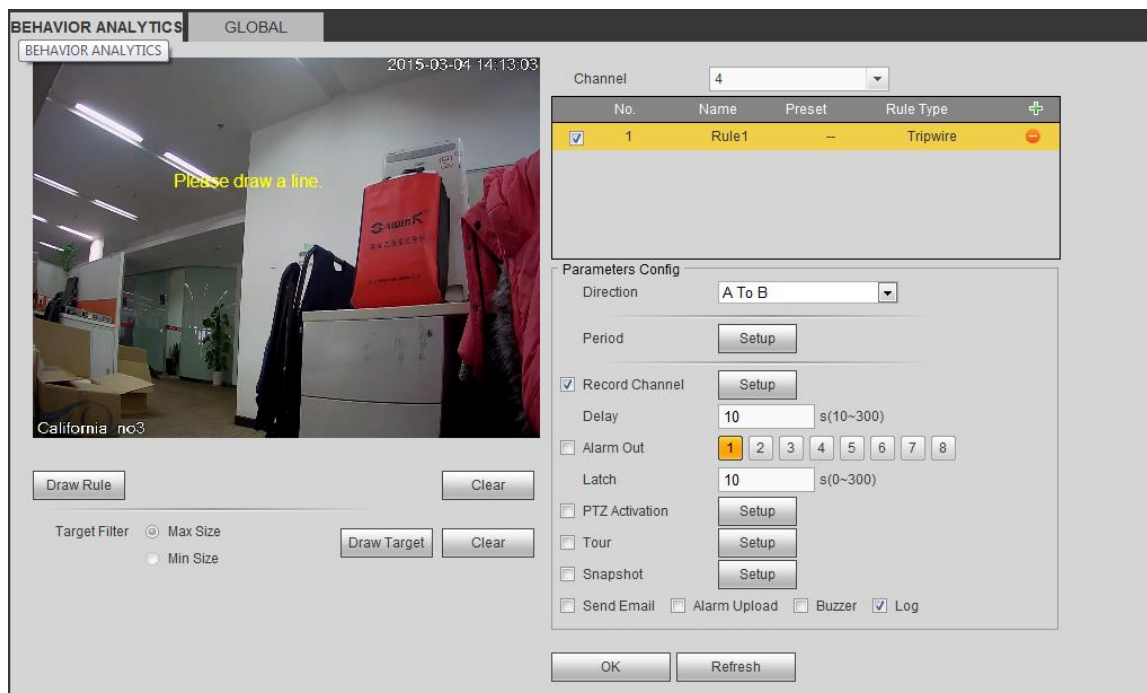 BEHAVIOR ANALYTICS
GLOBAL
BEHAVIOR ANALYTICS
2015-03-04 14:13:03
Please draw a line.
SAWINK
California no3
Draw Rule
Clear
Target Filter
Max Size
Min Size
Draw Target
Clear
Channel
4
No. Name Preset Rule Type
1 Rule1 -- Tripwire
Parameters Config
Direction A To B
Period Setup
Record Channel Setup
Delay 10 s(10~300)
Alarm Out 1 2 3 4 5 6 7 8
Latch 10 s(0~300)
PTZ Activation Setup
Tour Setup
Snapshot Setup
Send Email Alarm Upload Buzzer Log
OK Refresh